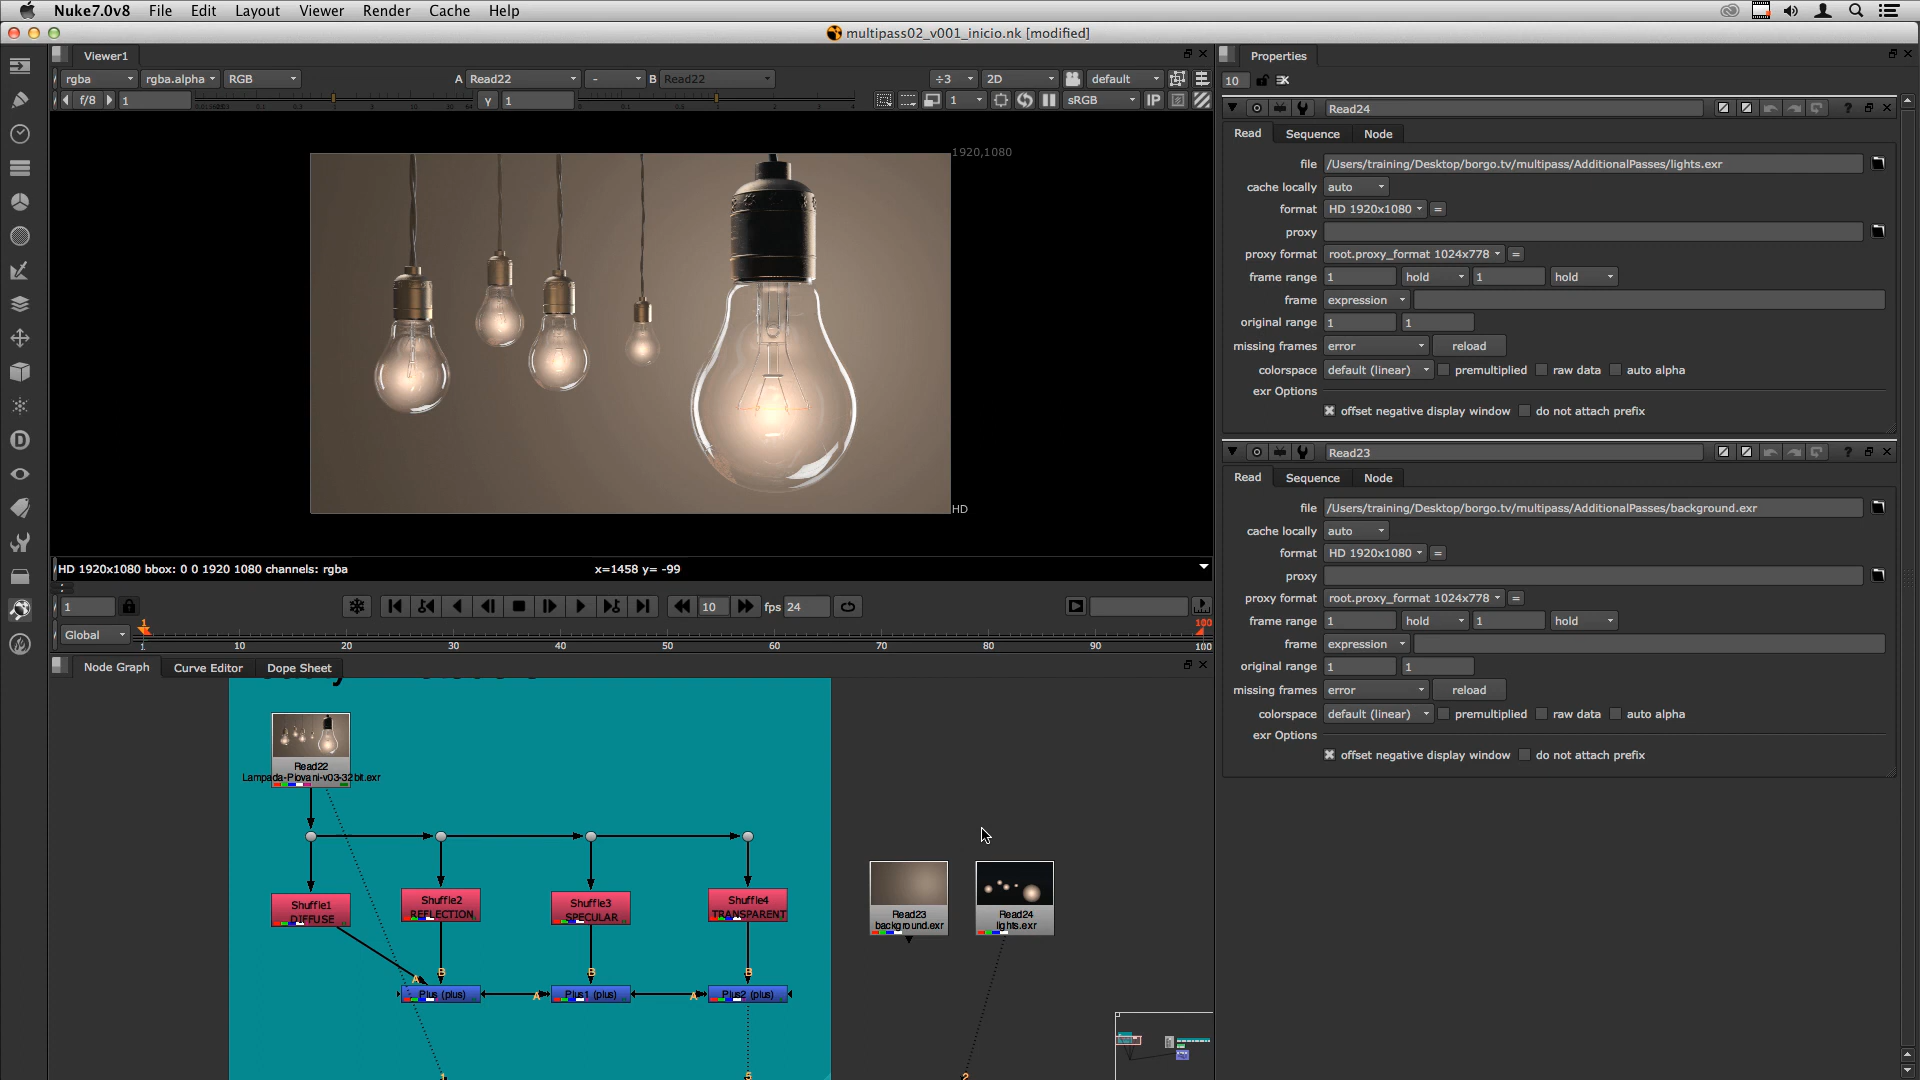 Nuke7.0v8 File Edit Layout Viewer Render Cache Help
multipass02_v001_inicio.nk [modified]
Viewer1
rgba rgba.alpha RGB A Read22 - B Read22 ÷3 2D default
f/8 1 Y 1 1 sRGB IP
1920,1080
HD
HD 1920x1080 bbox: 0 0 1920 1080 channels: rgba x=1458 y= -99
1 10 fps 24
Global 1 1 10 20 30 40 50 60 70 80 90 100 100
Node Graph Curve Editor Dope Sheet
Read22
Lampada-Piovani-v03-32bit.exr
Shuffle1
DIFFUSE
Shuffle2
REFLECTION
Shuffle3
SPECULAR
Shuffle4
TRANSPARENT
A B B B
Plus (plus) A Plus1 (plus) A Plus2 (plus)
Read23
background.exr
Read24
lights.exr
1 2
Properties
10
Read24
Read Sequence Node
file /Users/training/Desktop/borgo.tv/multipass/AdditionalPasses/lights.exr
cache locally auto
format HD 1920x1080 =
proxy
proxy format root.proxy_format 1024x778 =
frame range 1 hold 1 hold
frame expression
original range 1 1
missing frames error reload
colorspace default (linear) premultiplied raw data auto alpha
exr Options
offset negative display window do not attach prefix
Read23
Read Sequence Node
file /Users/training/Desktop/borgo.tv/multipass/AdditionalPasses/background.exr
cache locally auto
format HD 1920x1080 =
proxy
proxy format root.proxy_format 1024x778 =
frame range 1 hold 1 hold
frame expression
original range 1 1
missing frames error reload
colorspace default (linear) premultiplied raw data auto alpha
exr Options
offset negative display window do not attach prefix